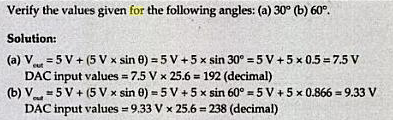 Verify the values given for the following angles: (a) 30° (b) 60°.
Solution:
(a) Vout = 5 V + (5 V × sin θ) = 5 V + 5 × sin 30° = 5 V + 5 × 0.5 = 7.5 V
DAC input values = 7.5 V × 25.6 = 192 (decimal)
(b) Vout = 5 V + (5 V × sin θ) = 5 V + 5 × sin 60° = 5 V + 5 × 0.866 = 9.33 V
DAC input values = 9.33 V × 25.6 = 238 (decimal)